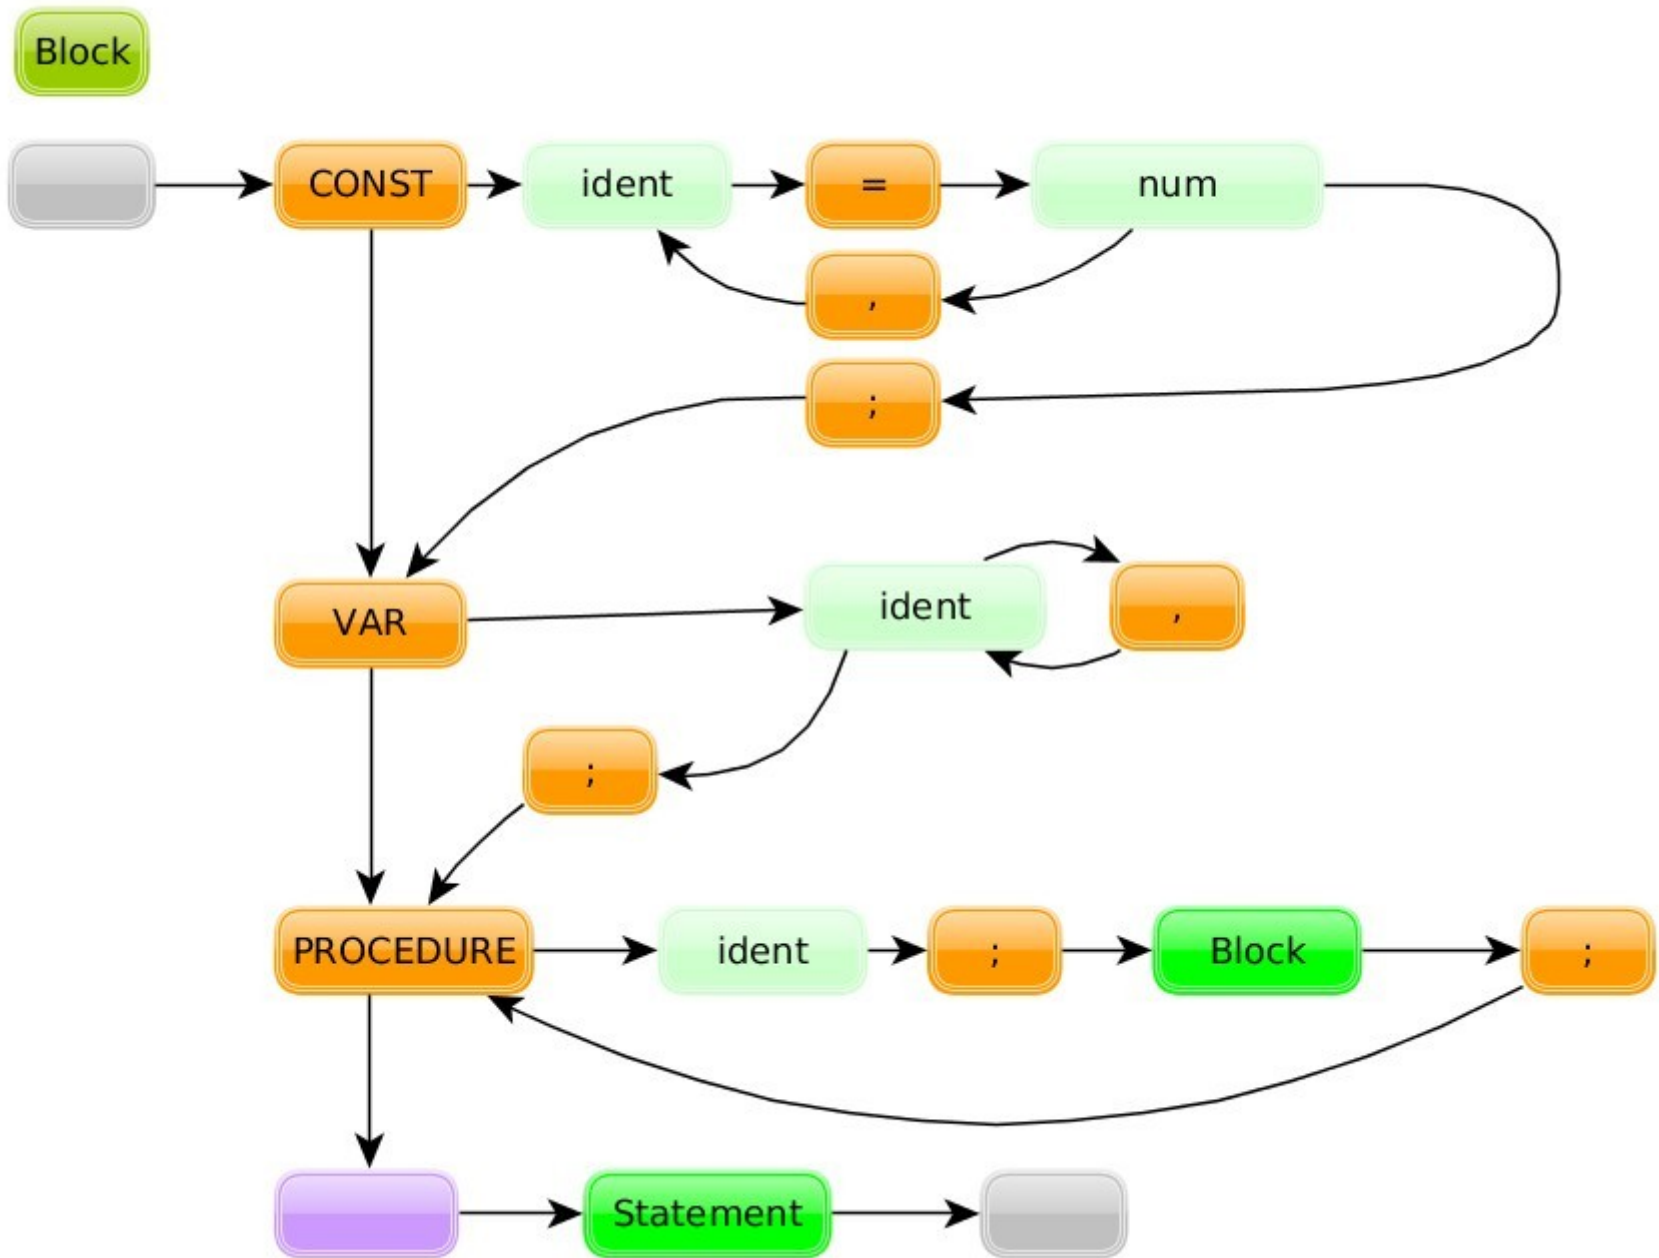 Block
CONST ident = num
,
;
VAR ident ,
;
PROCEDURE ident ; Block ;
Statement